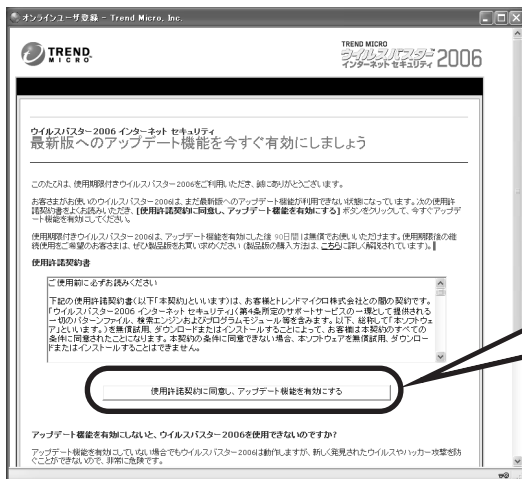 オンラインユーザ登録 - Trend Micro, Inc.
TREND MICRO
TREND MICRO
ウイルスバスター
インターネット セキュリティ 2006
ウイルスバスター2006 インターネット セキュリティ
最新版へのアップデート機能を今すぐ有効にしましょう
このたびは、使用期限付きウイルスバスター2006をご利用いただき、誠にありがとうございます。
お客さまがお使いのウイルスバスター2006は、まだ最新版へのアップデート機能が利用できない状態になっています。次の使用許
諾契約書をよくお読みいただき、[使用許諾契約に同意し、アップデート機能を有効にする] ボタンをクリックして、今すぐアップデ
ート機能を有効にしてください。
使用期限付きウイルスバスター2006は、アップデート機能を有効にした後 90日間 は無償でお使いいただけます。使用期限後の継
続使用をご希望のお客さまは、ぜひ製品版をお買い求めください (製品版の購入方法は、こちらに詳しく解説されています)。
使用許諾契約書
ご使用前に必ずお読みください
下記の使用許諾契約書(以下「本契約」といいます)は、お客様とトレンドマイクロ株式会社との間の契約です。
「ウイルスバスター2006 インターネット セキュリティ」(第4条所定のサポートサービスの一環として提供される
一切のパターンファイル、検索エンジンおよびプログラムモジュール等を含みます。以下、総称して「本ソフトウェ
ア」といいます。)を無償試用、ダウンロードまたはインストールすることによって、お客様は本契約のすべての
条件に同意されたことになります。本契約の条件に同意できない場合、本ソフトウェアを無償試用、ダウンロー
ドまたはインストールすることはできません。
使用許諾契約に同意し、アップデート機能を有効にする
アップデート機能を有効にしないと、ウイルスバスター2006を使用できないのですか?
アップデート機能を有効にしていない場合でもウイルスバスター2006は動作しますが、新しく発見されたウイルスやハッカー攻撃を防
ぐことができないので、非常に危険です。